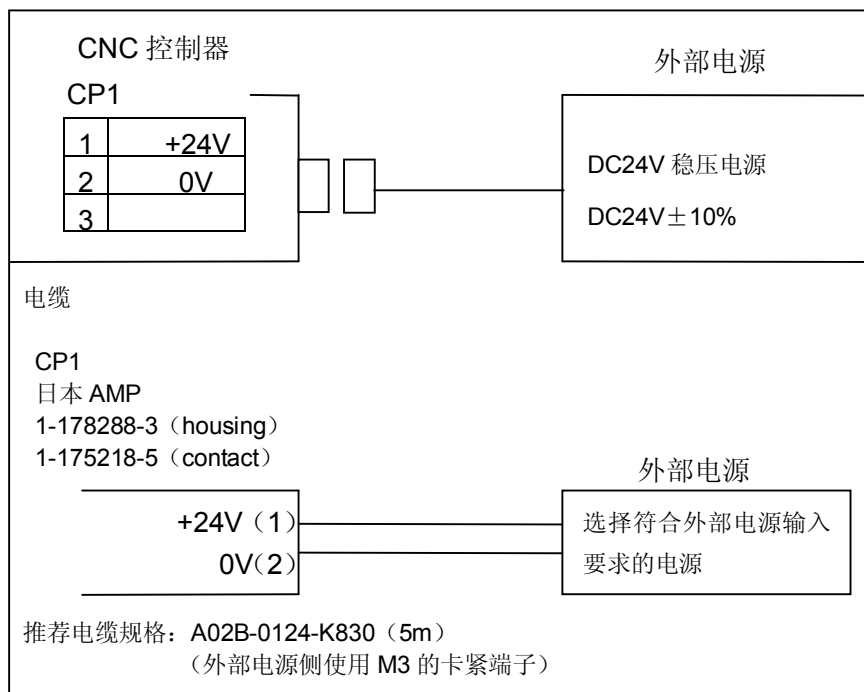 CNC 控制器
外部电源
CP1
1 +24V
2 0V
3
DC24V 稳压电源
DC24V±10%
电缆
CP1
日本 AMP
1-178288-3（housing）
1-175218-5（contact）
外部电源
+24V（1）
0V（2）
选择符合外部电源输入
要求的电源
推荐电缆规格：A02B-0124-K830（5m）
（外部电源侧使用 M3 的卡紧端子）